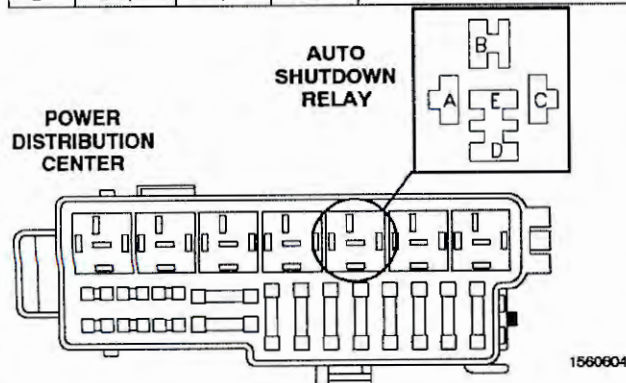 AUTO
SHUTDOWN
RELAY
B
A
E
C
D
POWER
DISTRIBUTION
CENTER
1560604